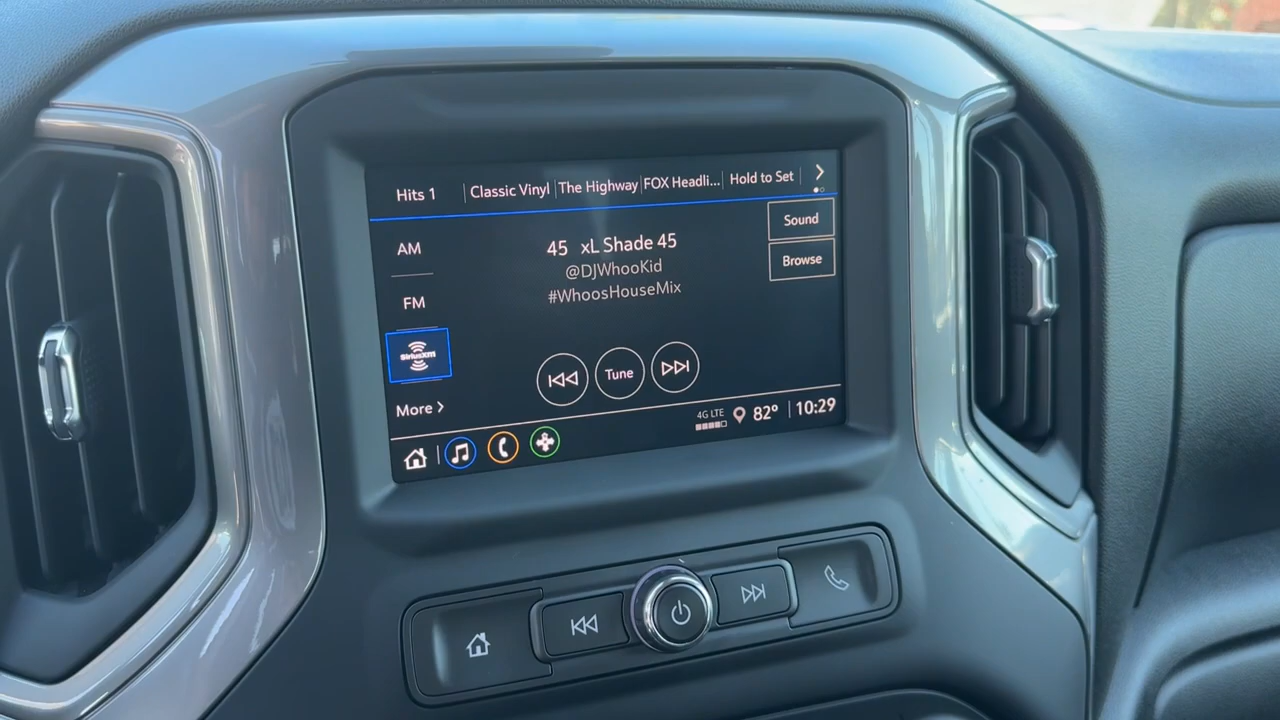 Hits 1 Classic Vinyl The Highway FOX Headli... Hold to Set
AM
45 xL Shade 45
Sound
@DJWhooKid
Browse
FM
#WhoosHouseMix
SiriusXM
Tune
More
4G LTE 82° 10:29